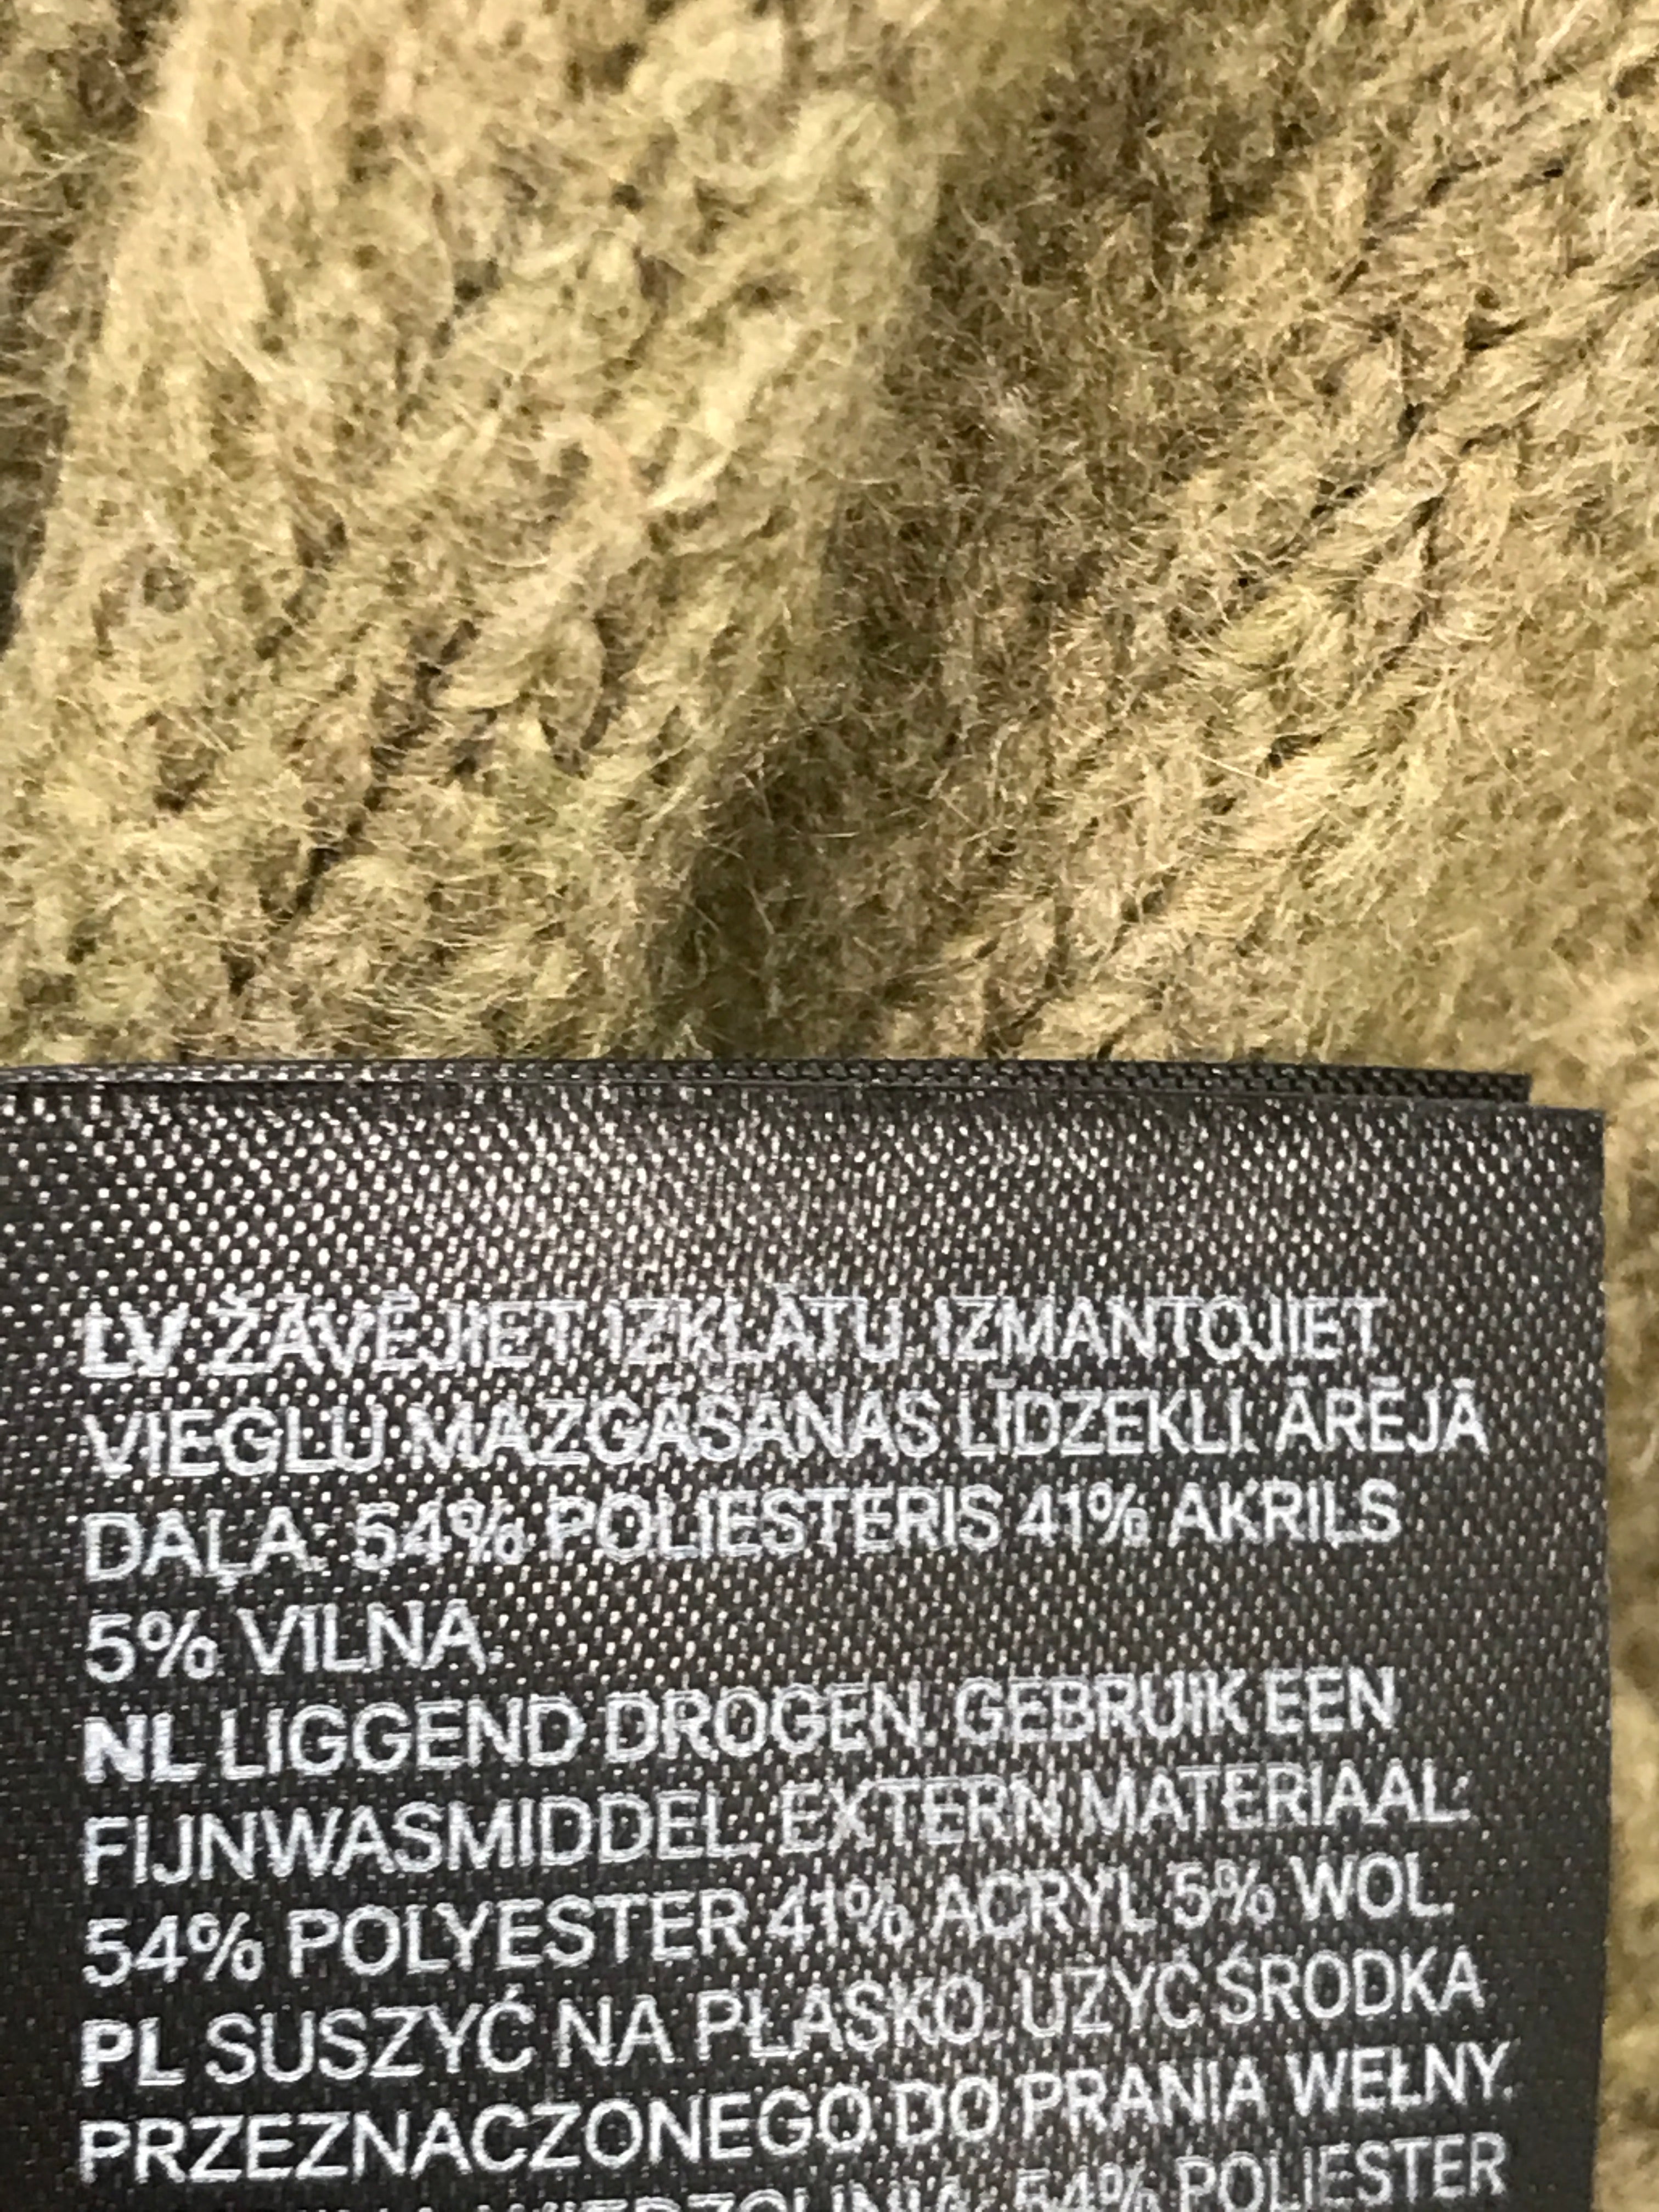 LV ŽĀVĒJIET IZKLĀTU. IZMANTOJIET
VIEGLU MAZGĀŠANAS LĪDZEKLI. ĀRĒJĀ
DAĻA. 54% POLIESTERIS 41% AKRILS
5% VILNA.
NL LIGGEND DROGEN. GEBRUIK EEN
FIJNWASMIDDEL. EXTERN MATERIAAL:
54% POLYESTER 41% ACRYL 5% WOL.
PL SUSZYĆ NA PŁASKO. UŻYĆ ŚRODKA
PRZEZNACZONEGO DO PRANIA WEŁNY.
54% POLIESTER